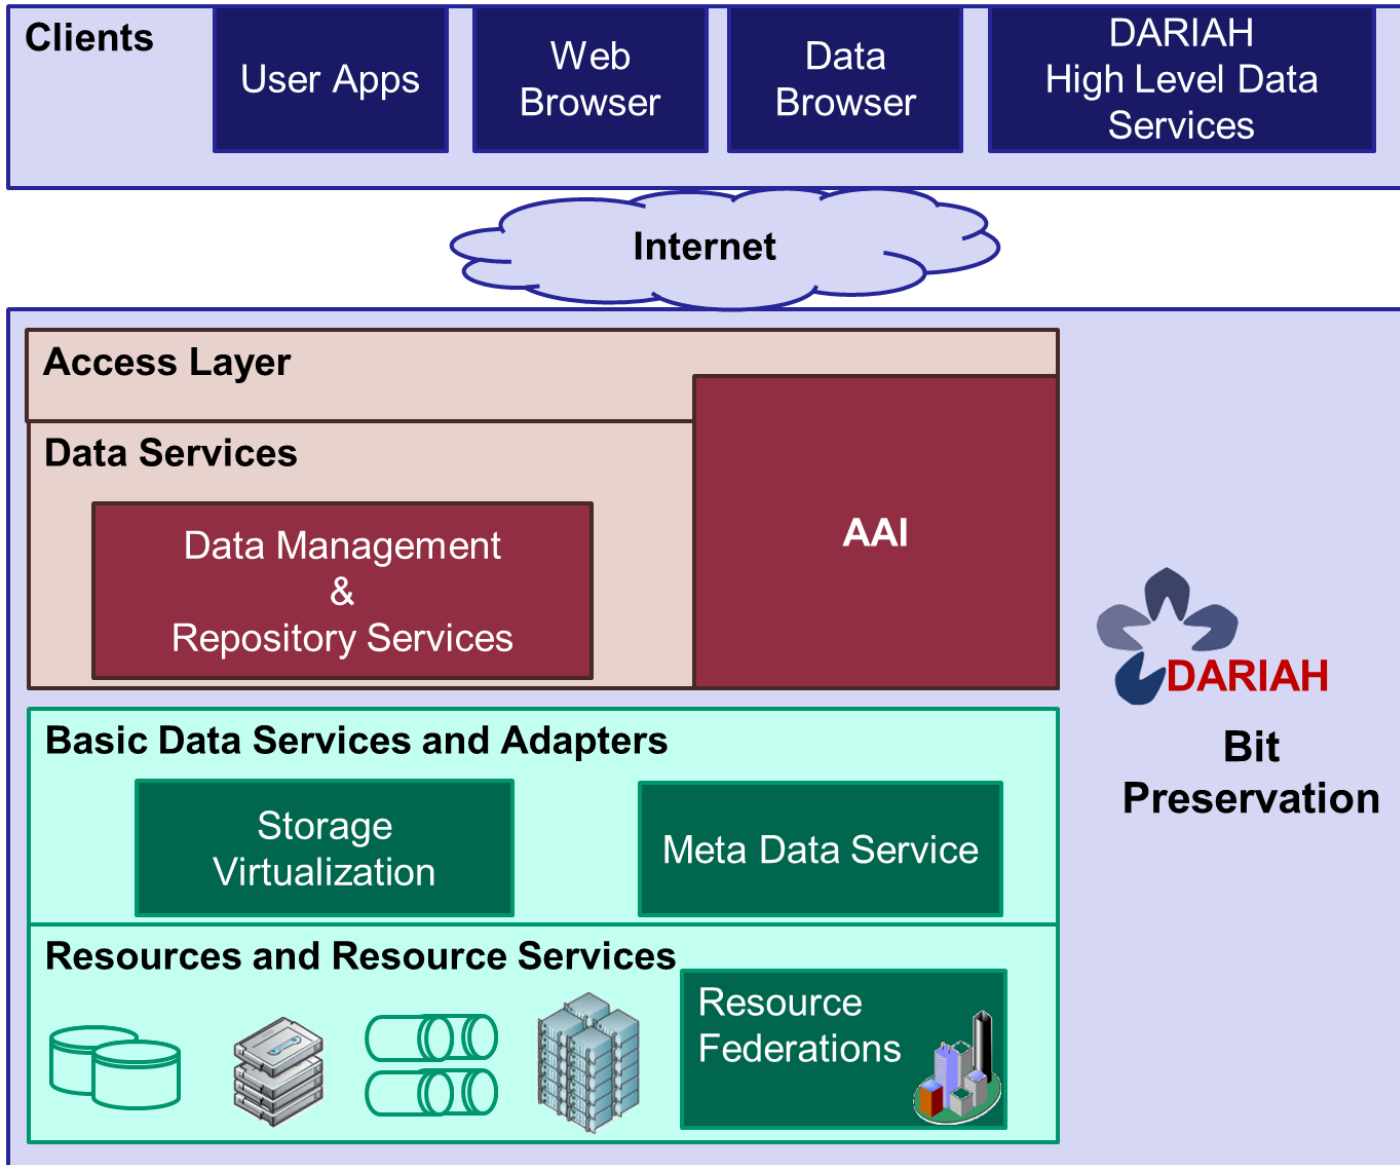 Clients
User Apps
Web
Browser
Data
Browser
DARIAH
High Level Data
Services
Internet
Access Layer
Data Services
Data Management
&
Repository Services
AAI
DARIAH
Bit
Preservation
Basic Data Services and Adapters
Storage
Virtualization
Meta Data Service
Resources and Resource Services
Resource
Federations